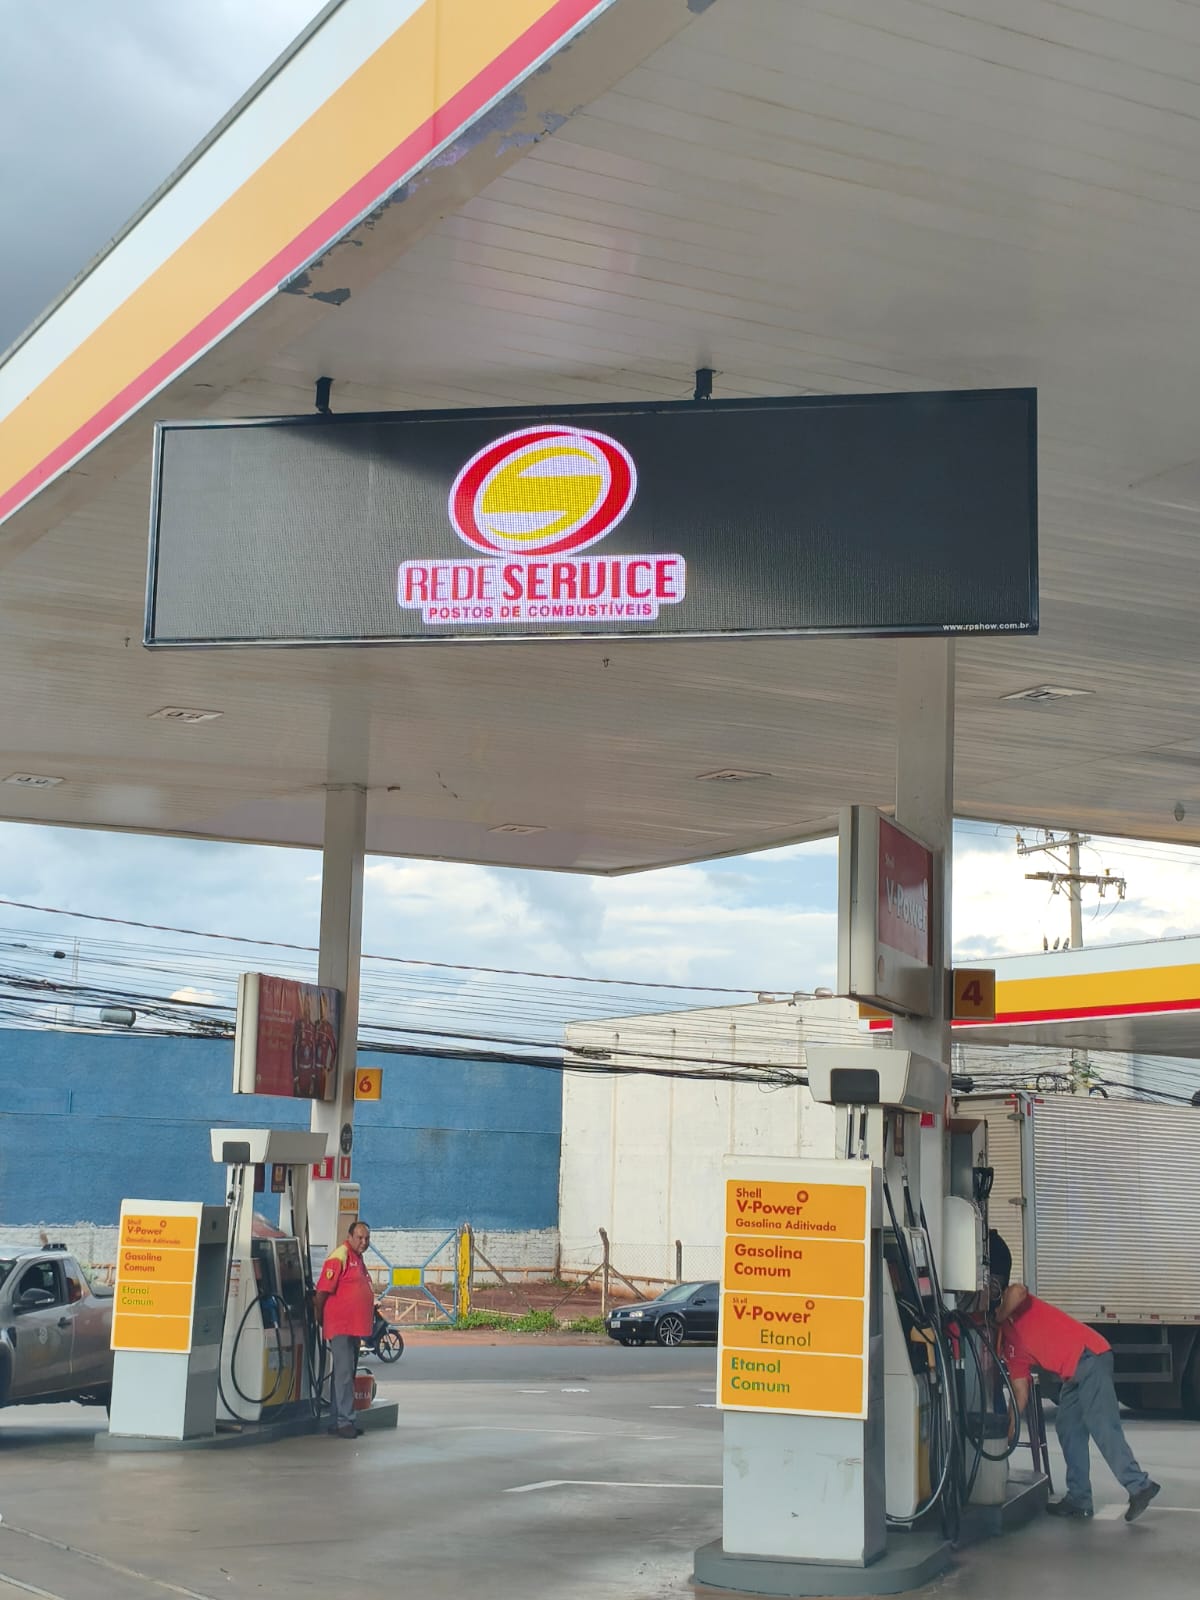 REDE SERVICE
POSTOS DE COMBUSTÍVEIS
www.rpshow.com.br
Shell
V-Power
4
6
Shell
V-Power
Gasolina Aditivada
Gasolina
Comum
Etanol
Comum
Shell
V-Power
Gasolina Aditivada
Gasolina
Comum
Shell
V-Power
Etanol
Etanol
Comum